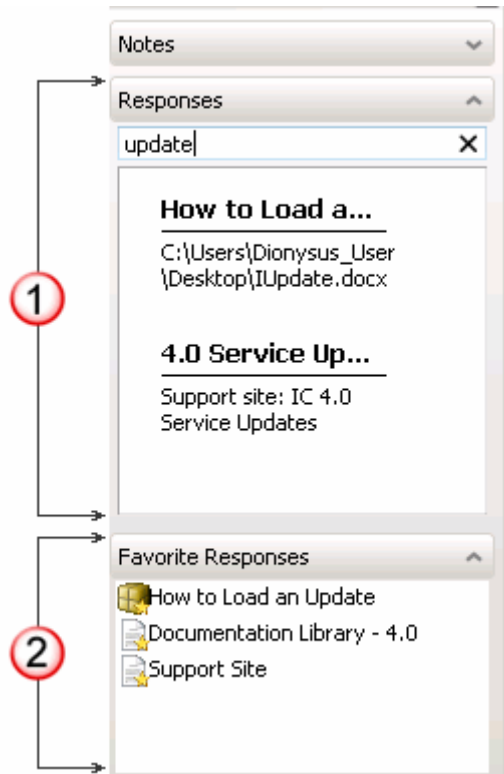 Notes
Responses
update
How to Load a...
C:\Users\Dionysus_User
\Desktop\IUpdate.docx
1
4.0 Service Up...
Support site: IC 4.0
Service Updates
Favorite Responses
How to Load an Update
Documentation Library - 4.0
2
Support Site